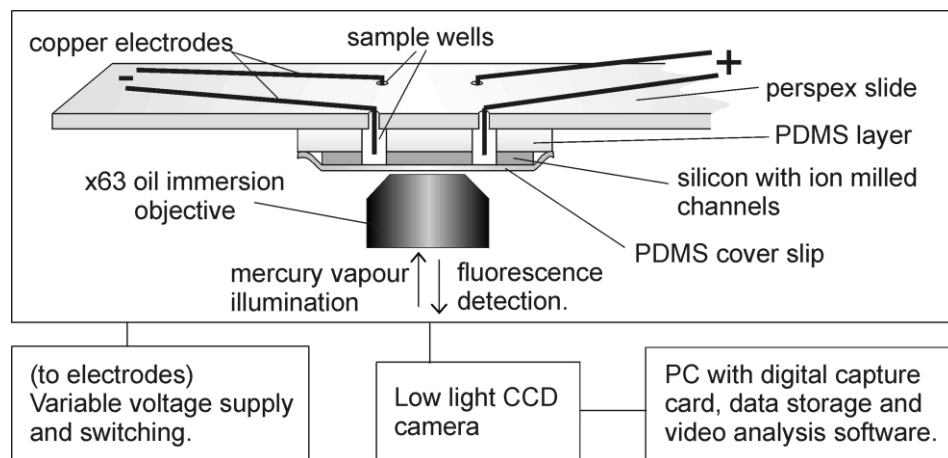 copper electrodes
sample wells
-
+
perspex slide
PDMS layer
x63 oil immersion
objective
silicon with ion milled
channels
PDMS cover slip
mercury vapour
illumination
fluorescence
detection.
(to electrodes)
Variable voltage supply
and switching.
Low light CCD
camera
PC with digital capture
card, data storage and
video analysis software.